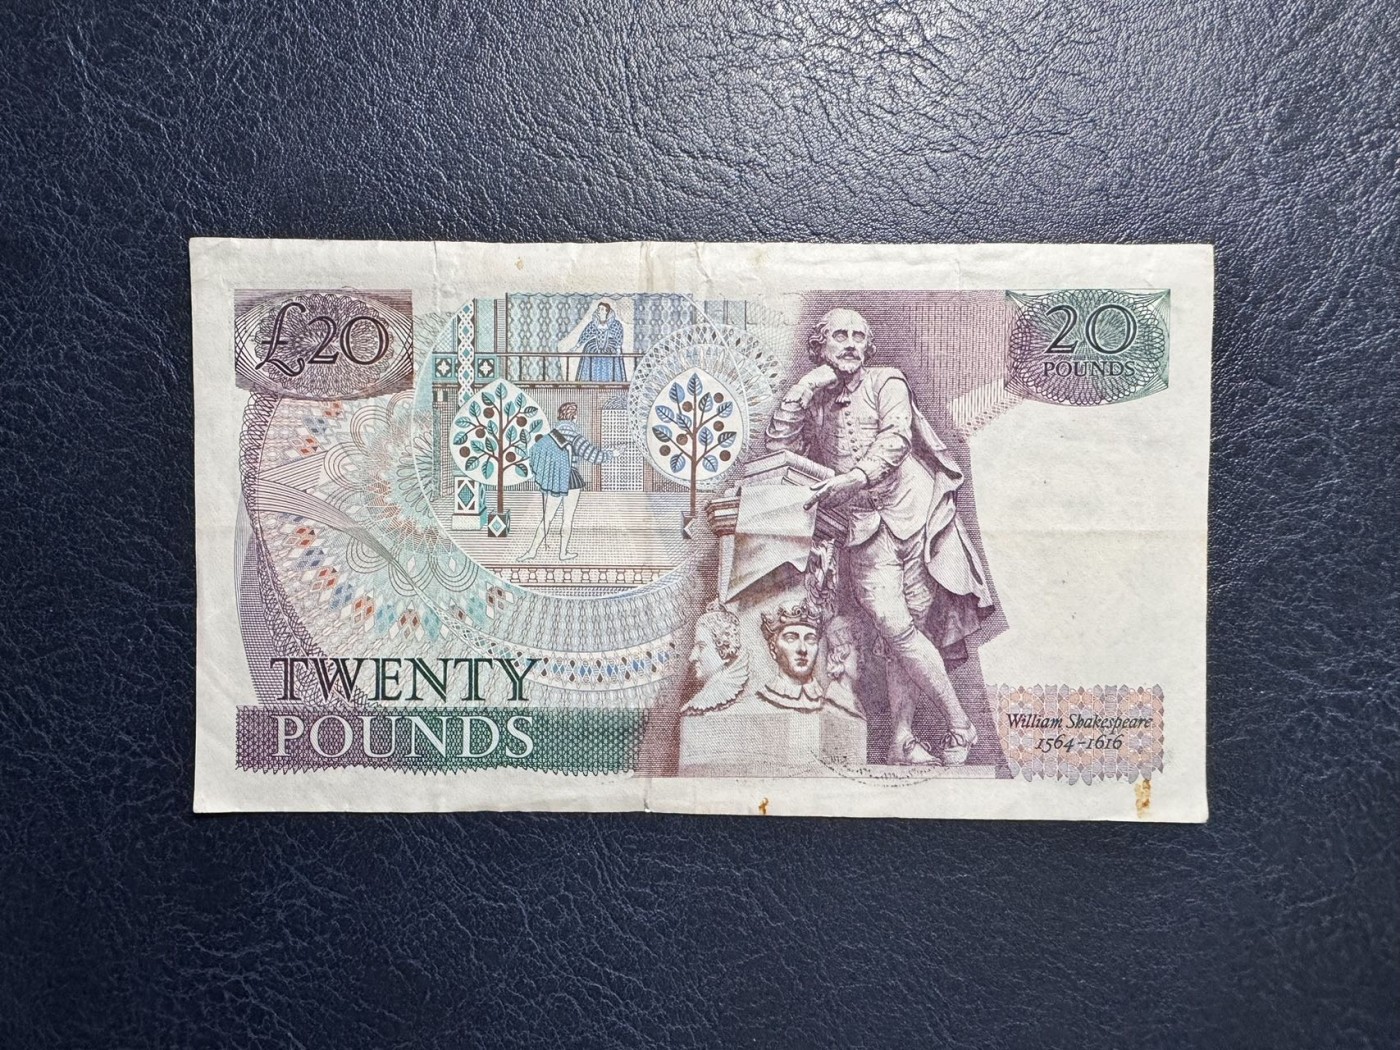 £20
20
POUNDS
TWENTY
POUNDS
William Shakespeare
1564-1616